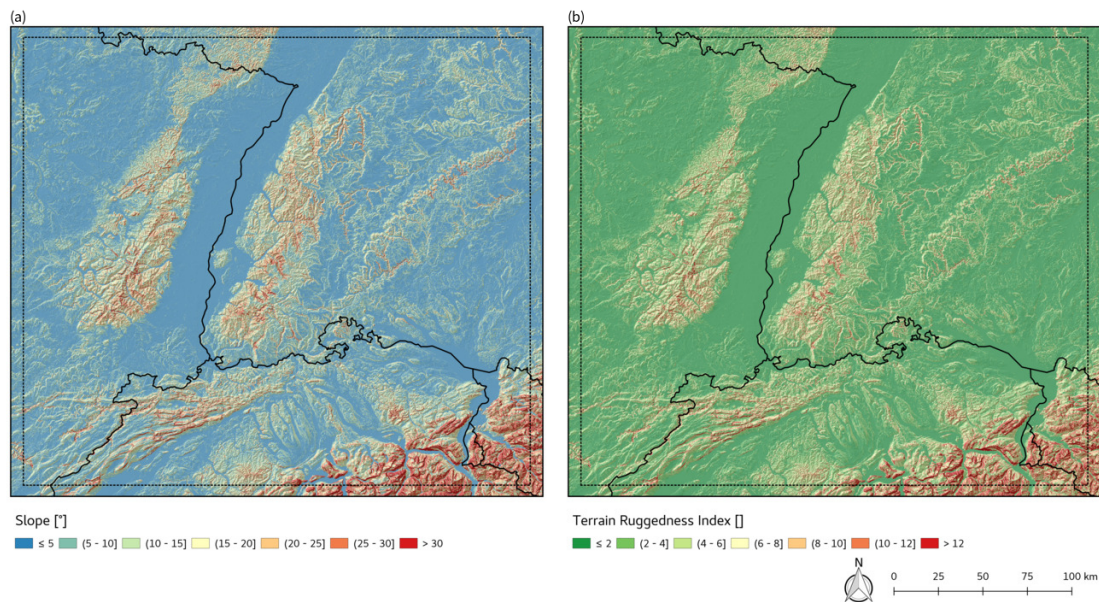 (a)
(b)
Slope [°]
≤ 5 (5 - 10] (10 - 15] (15 - 20] (20 - 25] (25 - 30] > 30
Terrain Ruggedness Index []
≤ 2 (2 - 4] (4 - 6] (6 - 8] (8 - 10] (10 - 12] > 12
N
0 25 50 75 100 km